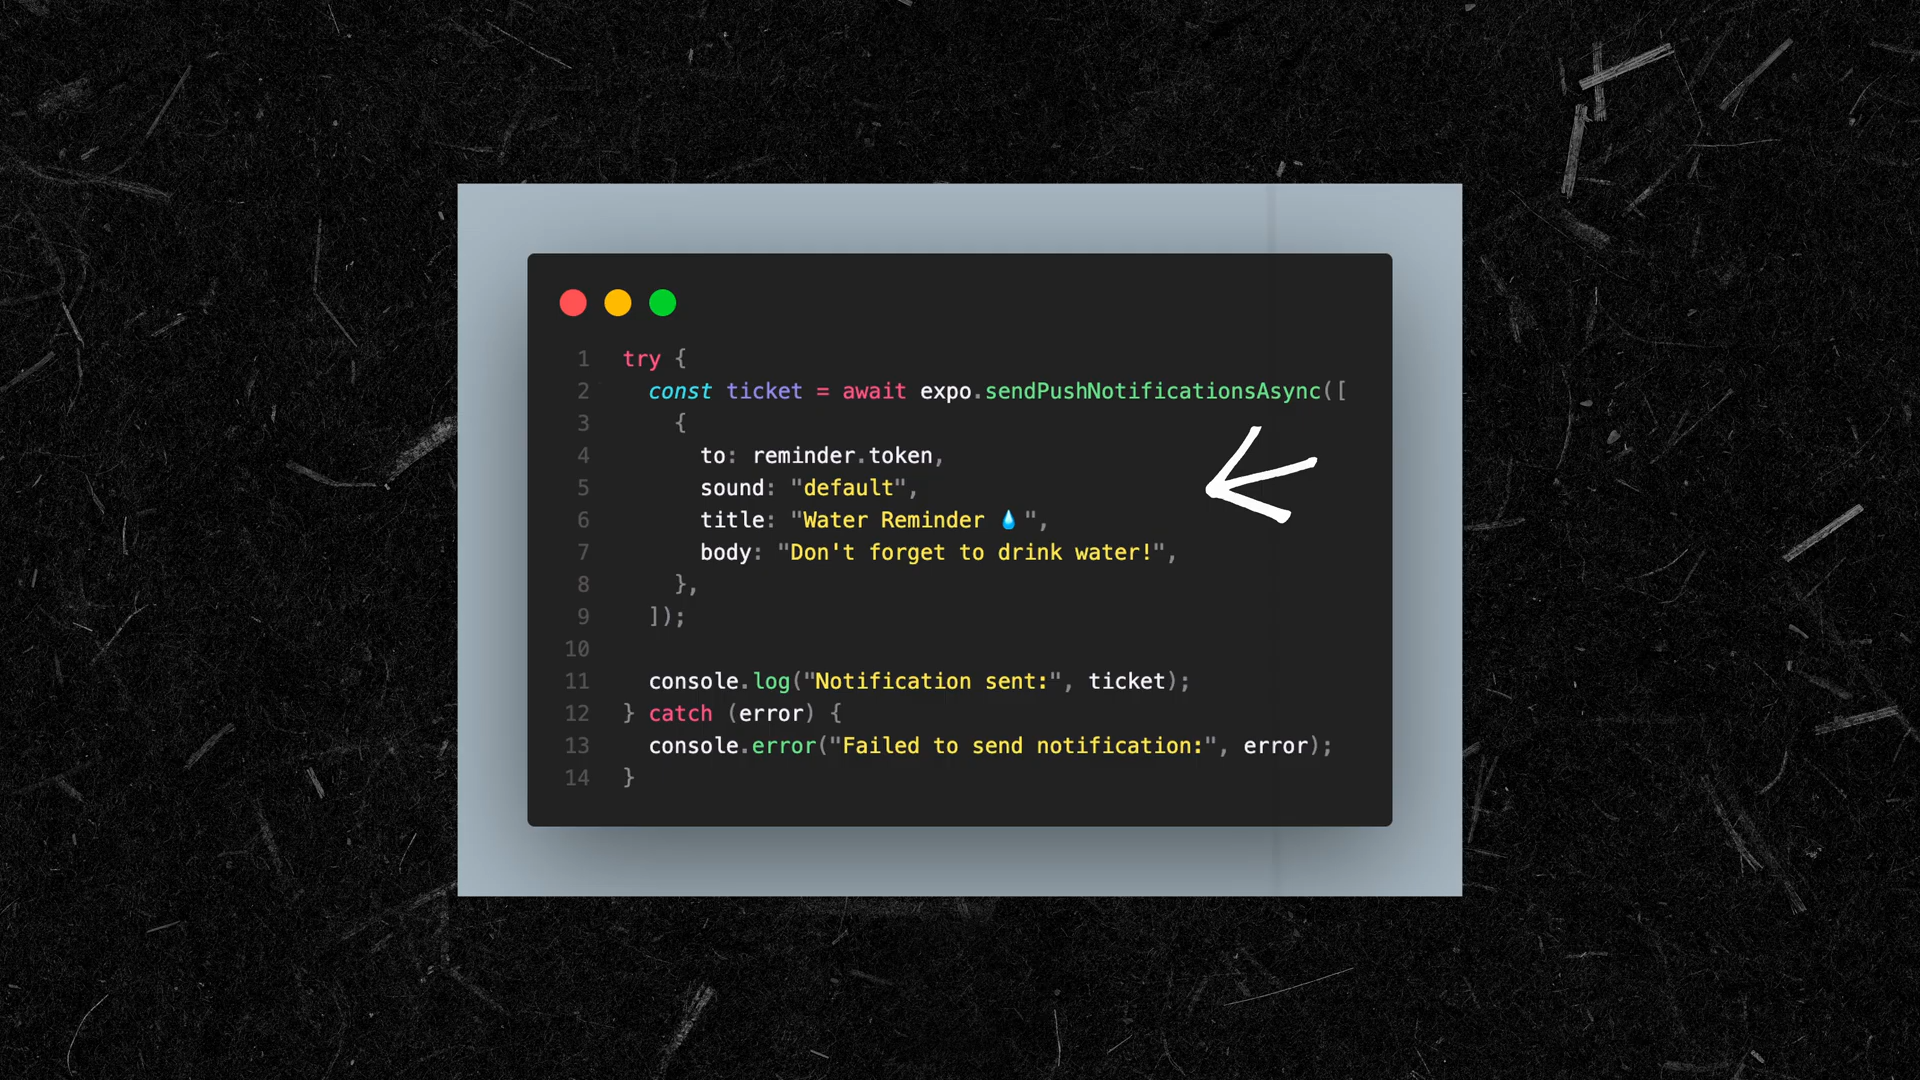 1 try {
2 const ticket = await expo.sendPushNotificationsAsync([
3 {
4 to: reminder.token,
5 sound: "default",
6 title: "Water Reminder 💧",
7 body: "Don't forget to drink water!",
8 },
9 ]);
10
11 console.log("Notification sent:", ticket);
12 } catch (error) {
13 console.error("Failed to send notification:", error);
14 }